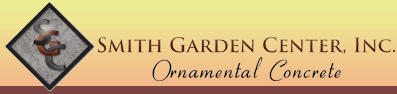 SMITH GARDEN CENTER, INC.
Ornamental Concrete